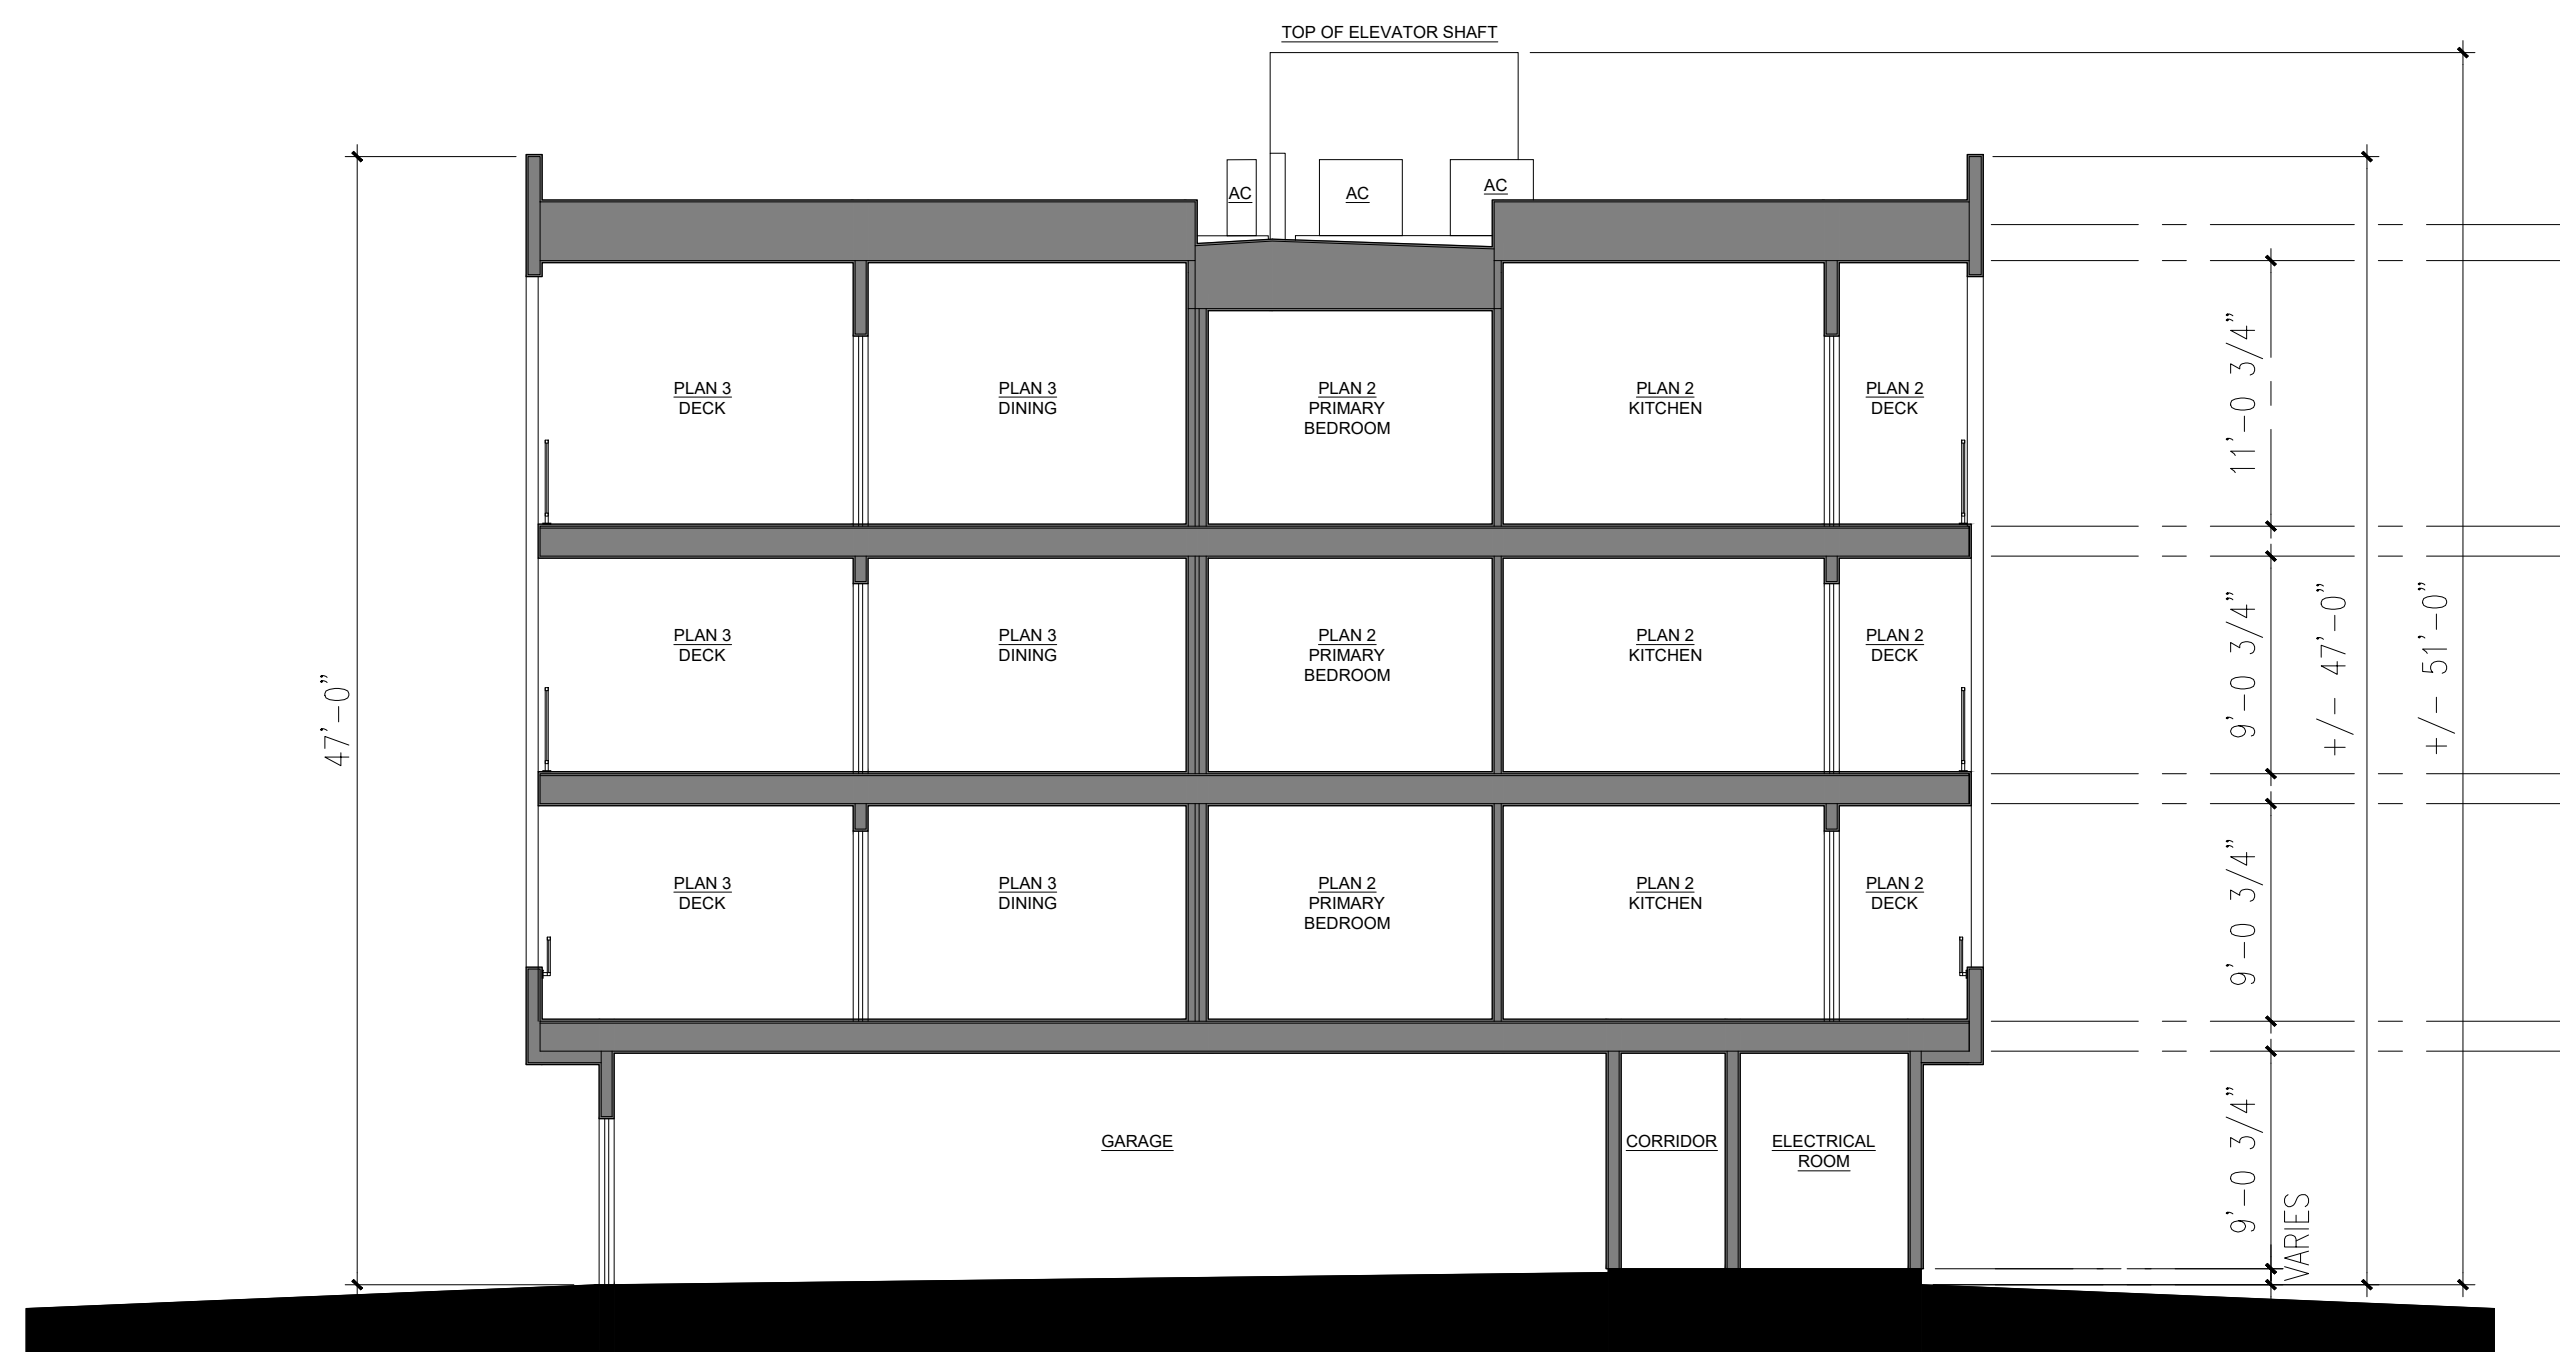 TOP OF ELEVATOR SHAFT
AC
AC
AC
PLAN 3
DECK
PLAN 3
DINING
PLAN 2
PRIMARY
BEDROOM
PLAN 2
KITCHEN
PLAN 2
DECK
11'-0 3/4"
PLAN 3
DECK
PLAN 3
DINING
PLAN 2
PRIMARY
BEDROOM
PLAN 2
KITCHEN
PLAN 2
DECK
9'-0 3/4"
+/- 47'-0"
+/- 51'-0"
47'-0"
PLAN 3
DECK
PLAN 3
DINING
PLAN 2
PRIMARY
BEDROOM
PLAN 2
KITCHEN
PLAN 2
DECK
9'-0 3/4"
GARAGE
CORRIDOR
ELECTRICAL
ROOM
9'-0 3/4"
VARIES